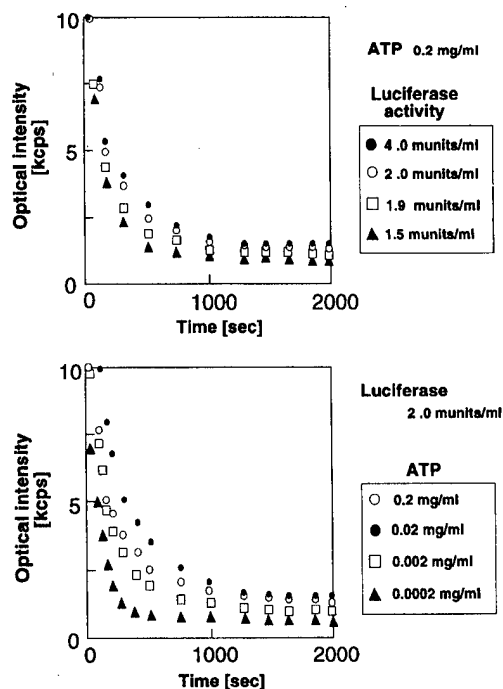 10
5
0
Optical intensity
[kcps]
0
1000
2000
Time [sec]
ATP 0.2 mg/ml
Luciferase
activity
4 .0 munits/ml
2 .0 munits/ml
1.9 munits/ml
1.5 munits/ml
10
5
0
Optical intensity
[kcps]
0
1000
2000
Time [sec]
Luciferase
2 .0 munits/ml
ATP
0.2 mg/ml
0.02 mg/ml
0.002 mg/ml
0.0002 mg/ml